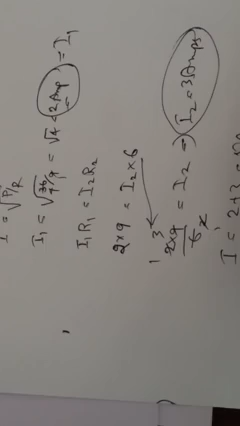 I = √P/R
I₁ = √36/9 = √4 = 2 Amp = I₁
I₁R₁ = I₂R₂
2×9 = I₂×6
2×9/6 = I₂ ⇒ I₂ = 3 Amps
I = 2+3 =